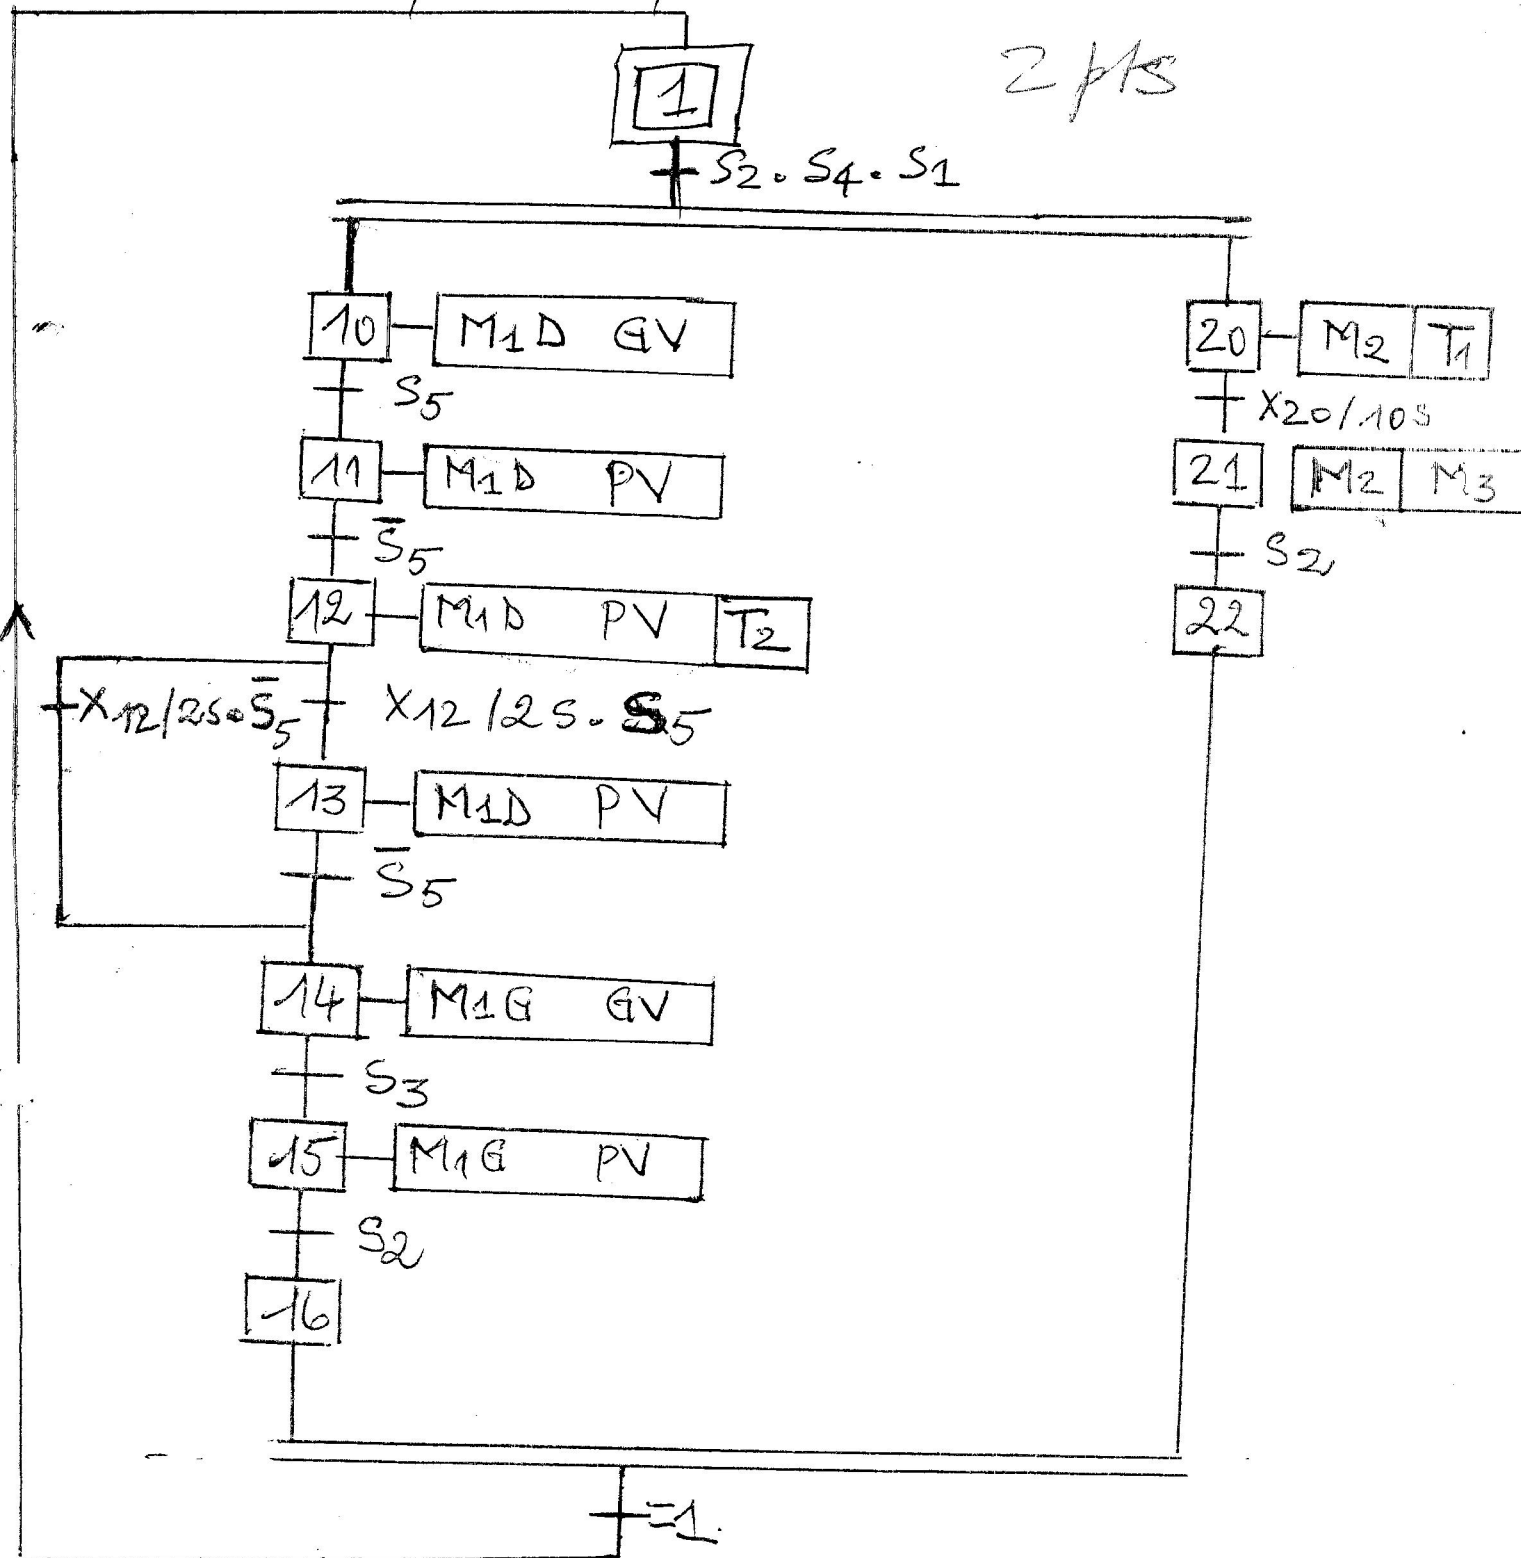 2 pts
1
S2 . S4 . S1
10 M1D GV
20 M2 T1
S5
X20/10s
11 M1D PV
21 M2 M3
S̅5
S2
12 M1D PV T2
22
X12/2s . S̅5
X12/2s . S5
13 M1D PV
S̅5
14 M1G GV
S3
15 M1G PV
S2
16
=1